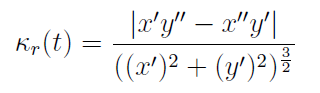 κ_r(t) = |x′y″ − x″y′| / ((x′)² + (y′)²)^{3/2}